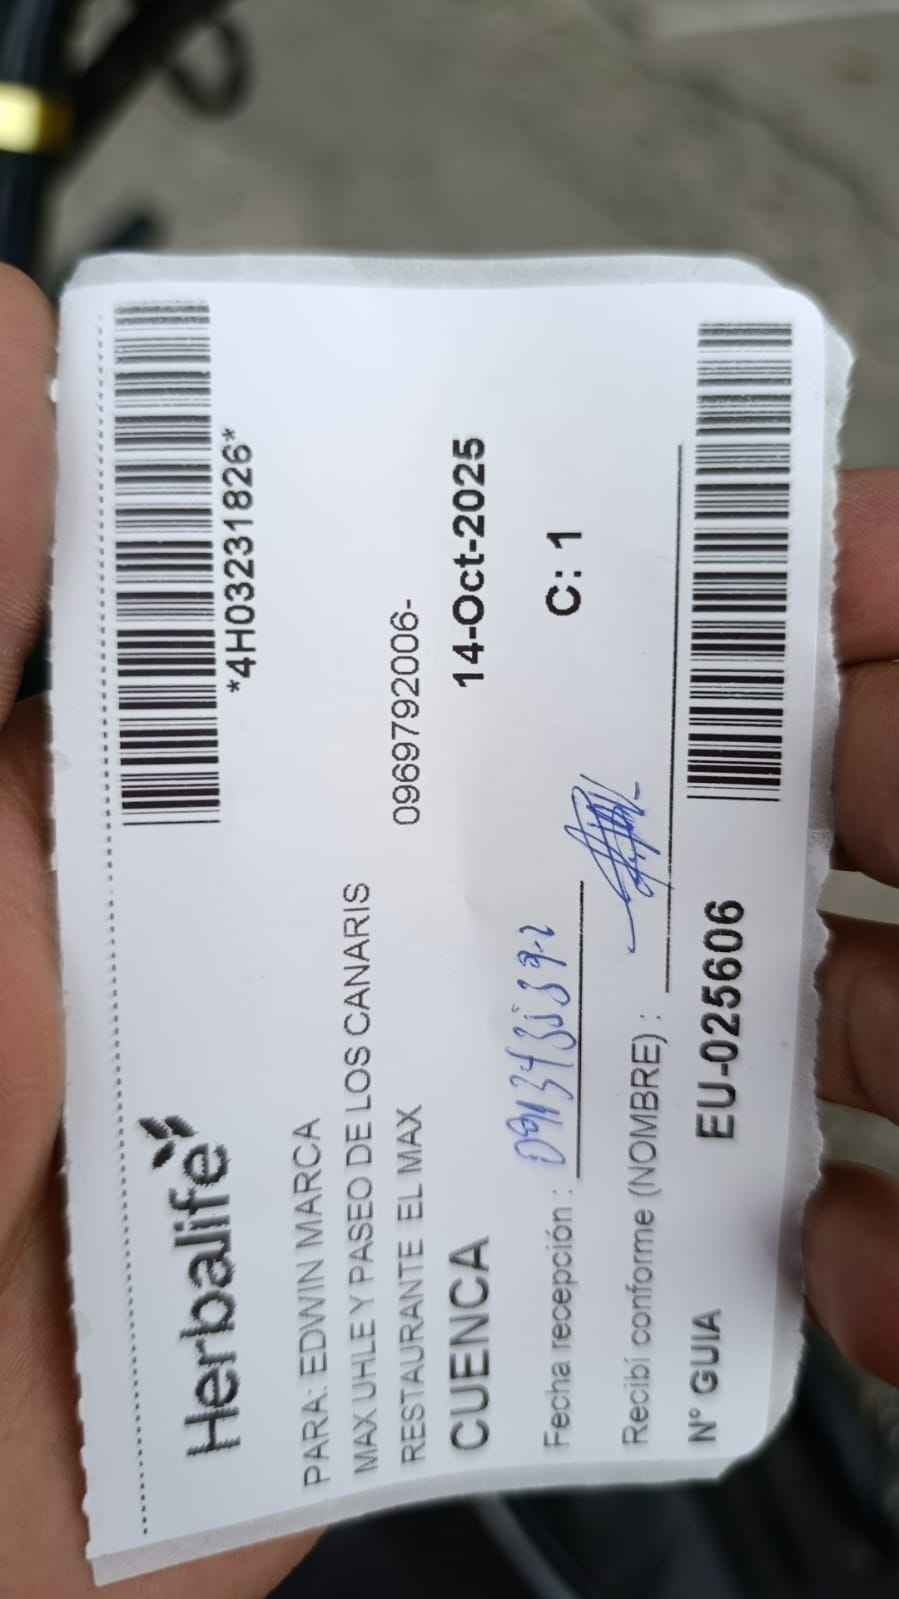 *4H03231826*
Herbalife
PARA: EDWIN MARCA
MAX UHLE Y PASEO DE LOS CANARIS
RESTAURANTE EL MAX 0969792006-
CUENCA 14-Oct-2025
Fecha recepción : C: 1
Recibí conforme (NOMBRE) :
Nº GUIA EU-025606